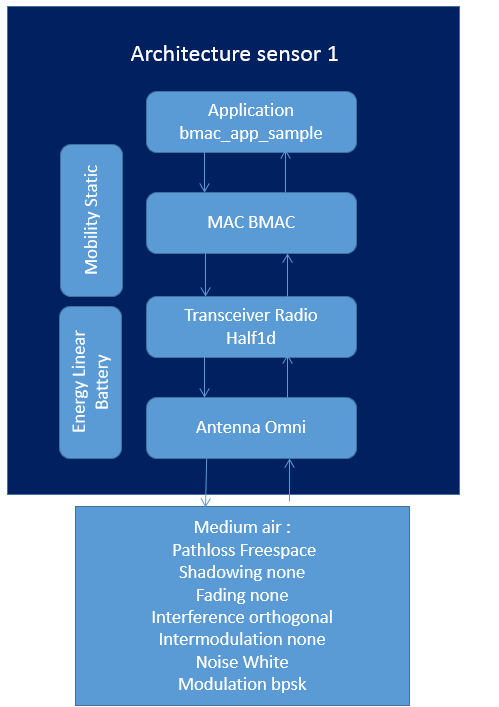 Architecture sensor 1
Application
bmac_app_sample
Mobility Static
MAC BMAC
Transceiver Radio
Half1d
Energy Linear
Battery
Antenna Omni
Medium air :
Pathloss Freespace
Shadowing none
Fading none
Interference orthogonal
Intermodulation none
Noise White
Modulation bpsk